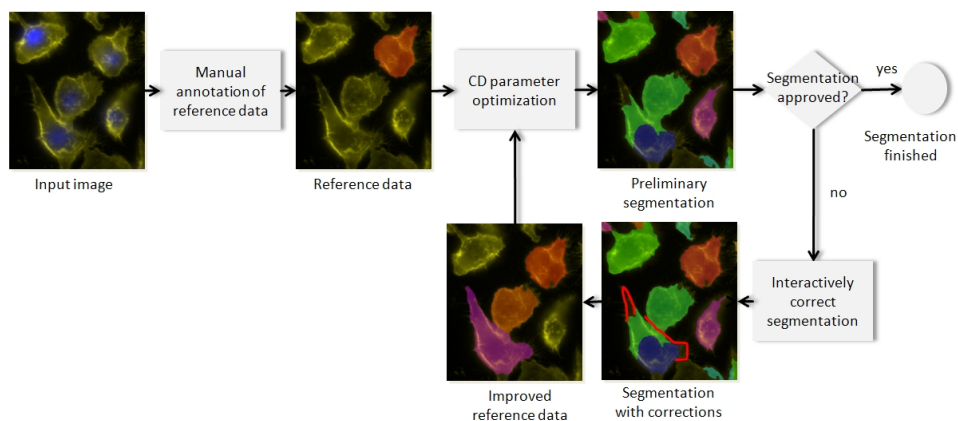 Input image
Manual
annotation of
reference data
Reference data
CD parameter
optimization
Preliminary
segmentation
Segmentation
approved?
yes
Segmentation
finished
no
Interactively
correct
segmentation
Segmentation
with corrections
Improved
reference data